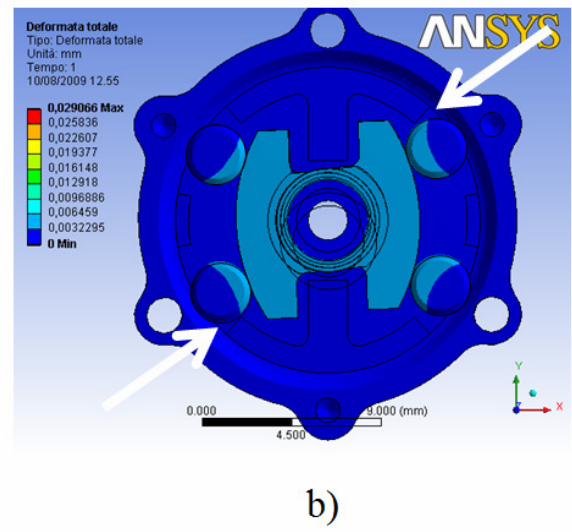 Deformata totale
Tipo: Deformata totale
Unità: mm
Tempo: 1
10/08/2009 12.55
ANSYS
0,029066 Max
0,025836
0,022607
0,019377
0,016148
0,012918
0,0096886
0,006459
0,0032295
0 Min
0.000
9.000 (mm)
4.500
Y
X
Z
b)